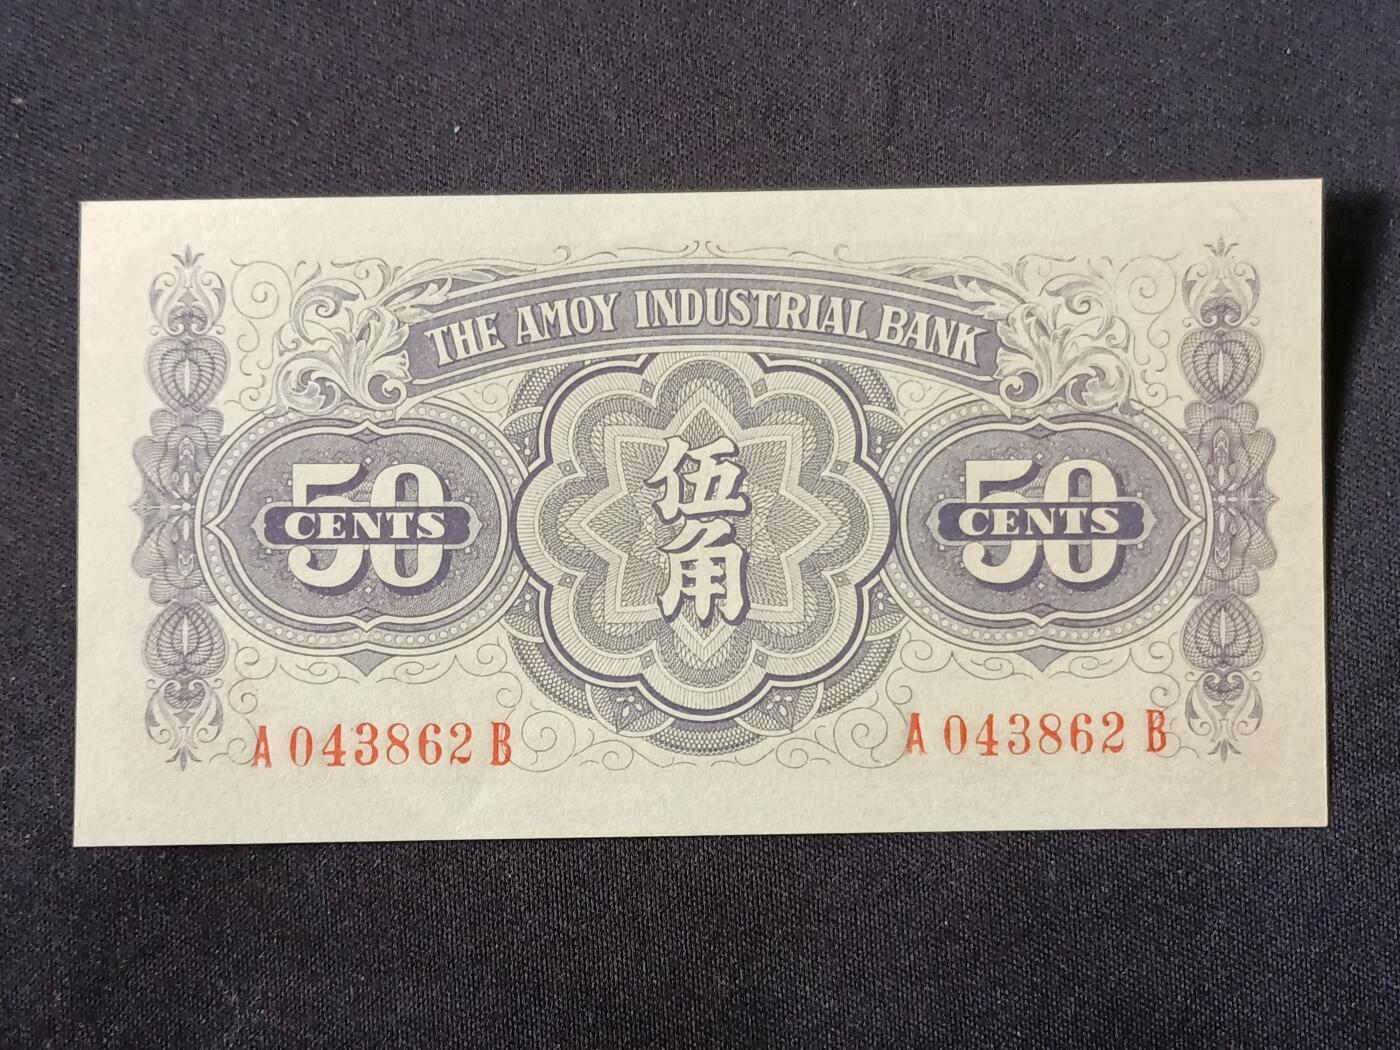 THE AMOY INDUSTRIAL BANK
50
CENTS
伍角
50
CENTS
A 043862 B
A 043862 B